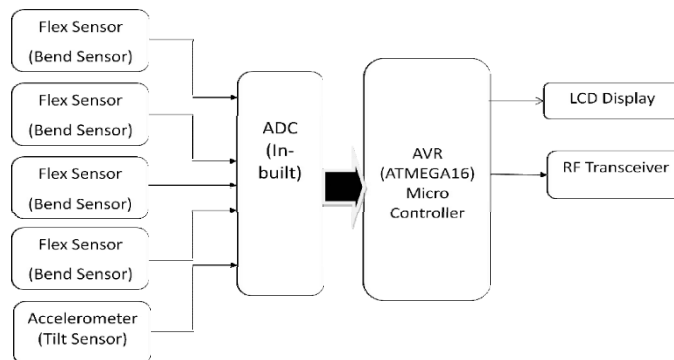 Flex Sensor
(Bend Sensor)
Flex Sensor
(Bend Sensor)
Flex Sensor
(Bend Sensor)
Flex Sensor
(Bend Sensor)
Accelerometer
(Tilt Sensor)
ADC
(In-
built)
AVR
(ATMEGA16)
Micro
Controller
LCD Display
RF Transceiver